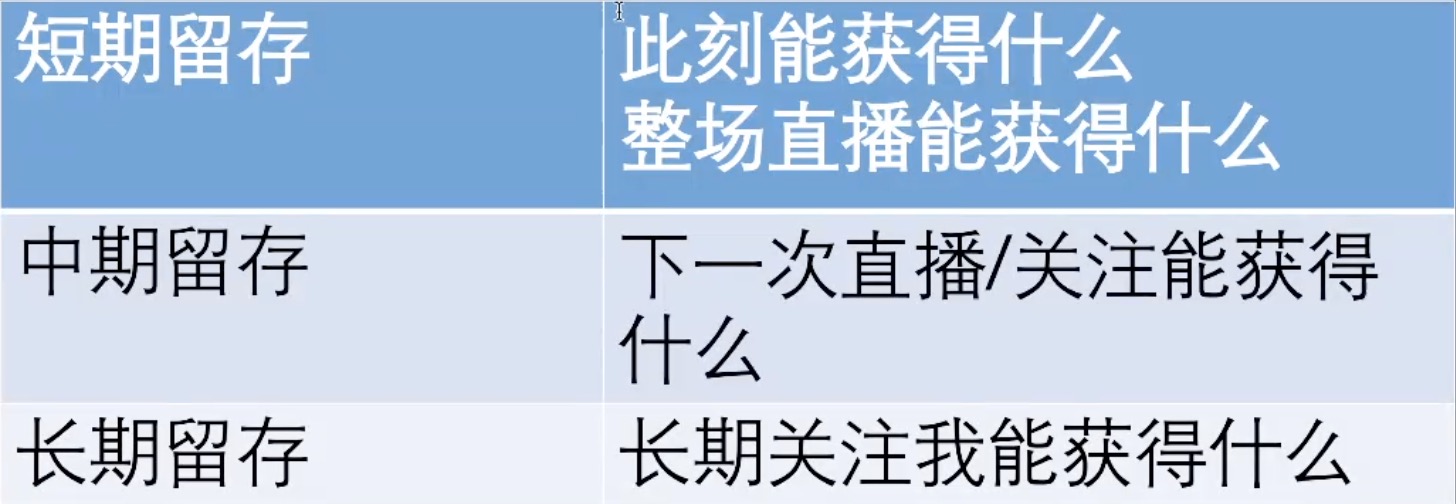 短期留存
此刻能获得什么
整场直播能获得什么
中期留存
下一次直播/关注能获得
什么
长期留存
长期关注我能获得什么